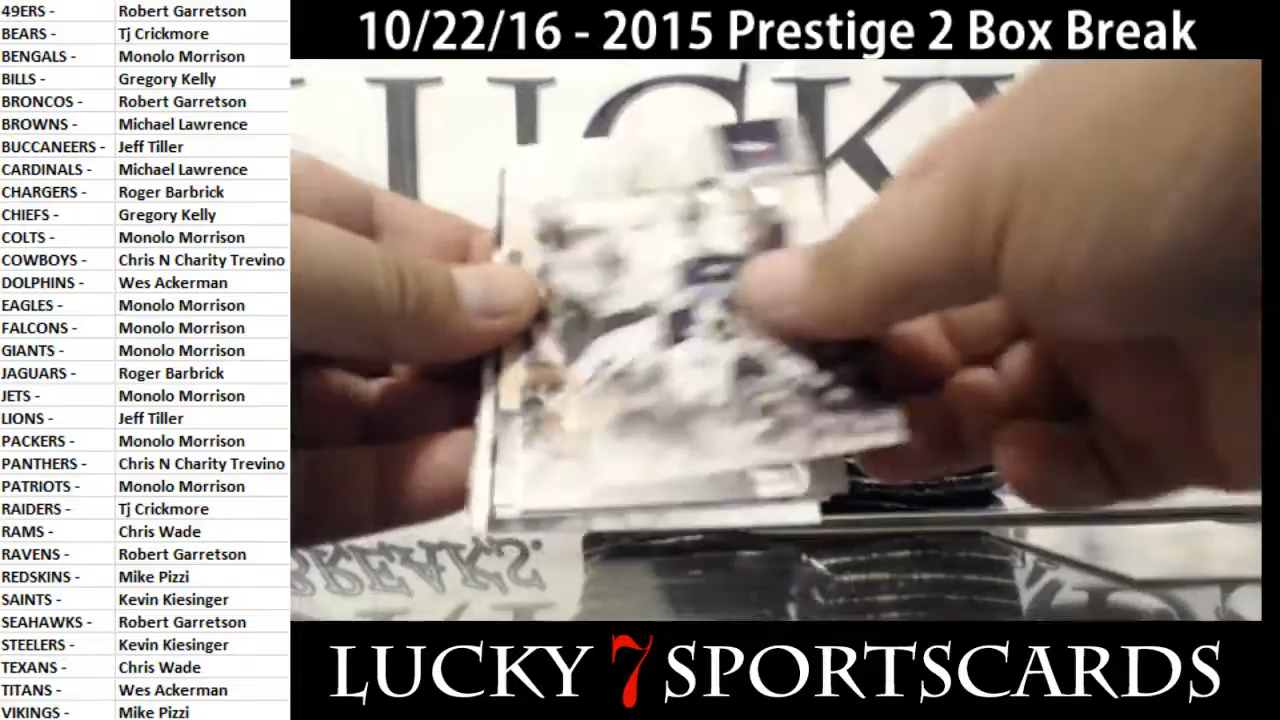 49ERS - Robert Garretson
BEARS - Tj Crickmore
BENGALS - Monolo Morrison
BILLS - Gregory Kelly
BRONCOS - Robert Garretson
BROWNS - Michael Lawrence
BUCCANEERS - Jeff Tiller
CARDINALS - Michael Lawrence
CHARGERS - Roger Barbrick
CHIEFS - Gregory Kelly
COLTS - Monolo Morrison
COWBOYS - Chris N Charity Trevino
DOLPHINS - Wes Ackerman
EAGLES - Monolo Morrison
FALCONS - Monolo Morrison
GIANTS - Monolo Morrison
JAGUARS - Roger Barbrick
JETS - Monolo Morrison
LIONS - Jeff Tiller
PACKERS - Monolo Morrison
PANTHERS - Chris N Charity Trevino
PATRIOTS - Monolo Morrison
RAIDERS - Tj Crickmore
RAMS - Chris Wade
RAVENS - Robert Garretson
REDSKINS - Mike Pizzi
SAINTS - Kevin Kiesinger
SEAHAWKS - Robert Garretson
STEELERS - Kevin Kiesinger
TEXANS - Chris Wade
TITANS - Wes Ackerman
VIKINGS - Mike Pizzi
10/22/16 - 2015 Prestige 2 Box Break
LUCKY
BREAKS:
LUCKY 7 SPORTSCARDS